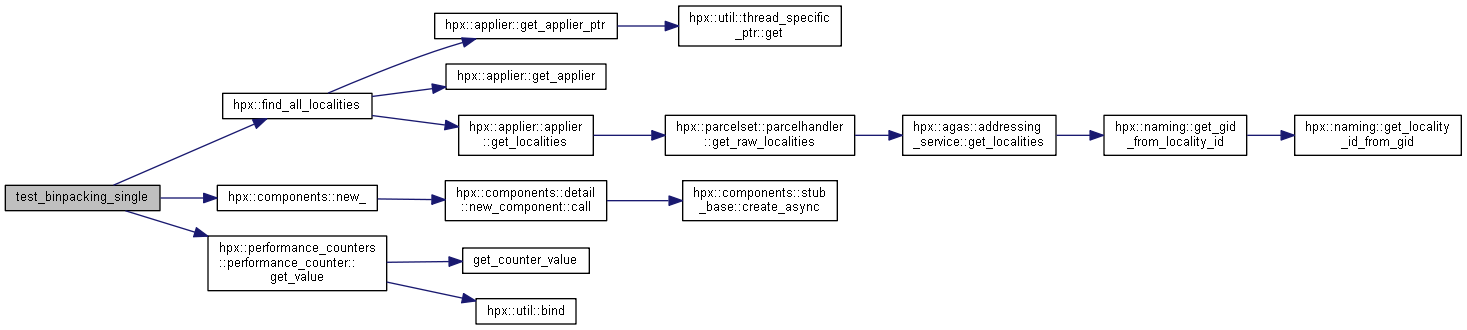 test_binpacking_single
hpx::find_all_localities
hpx::applier::get_applier_ptr
hpx::util::thread_specific
_ptr::get
hpx::applier::get_applier
hpx::applier::applier
::get_localities
hpx::parcelset::parcelhandler
::get_raw_localities
hpx::agas::addressing
_service::get_localities
hpx::naming::get_gid
_from_locality_id
hpx::naming::get_locality
_id_from_gid
hpx::components::new_
hpx::components::detail
::new_component::call
hpx::components::stub
_base::create_async
hpx::performance_counters
::performance_counter::
get_value
get_counter_value
hpx::util::bind